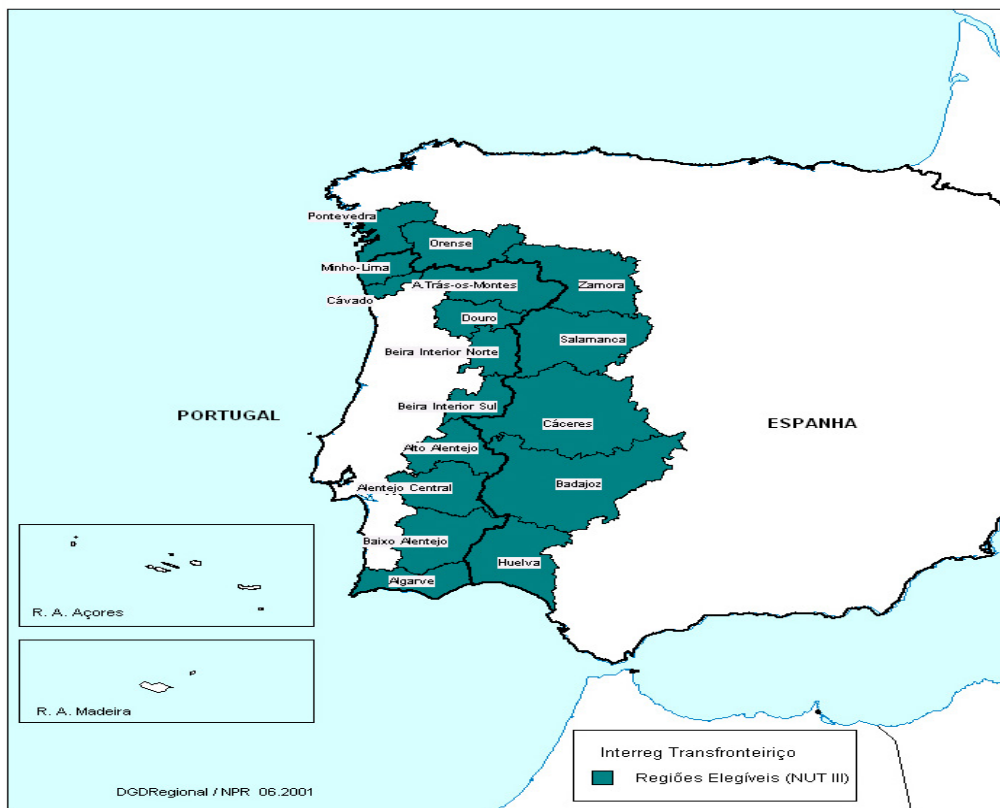 Pontevedra
Orense
Minho-Lima
A.Trás-os-Montes
Zamora
Cávado
Douro
Salamanca
Beira Interior Norte
Beira Interior Sul
PORTUGAL
Cáceres
ESPANHA
Alto Alentejo
Alentejo Central
Badajoz
Baixo Alentejo
Huelva
Algarve
R. A. Açores
R. A. Madeira
Interreg Transfronteiriço
Regiões Elegíveis (NUT III)
DGDRegional / NPR 06.2001